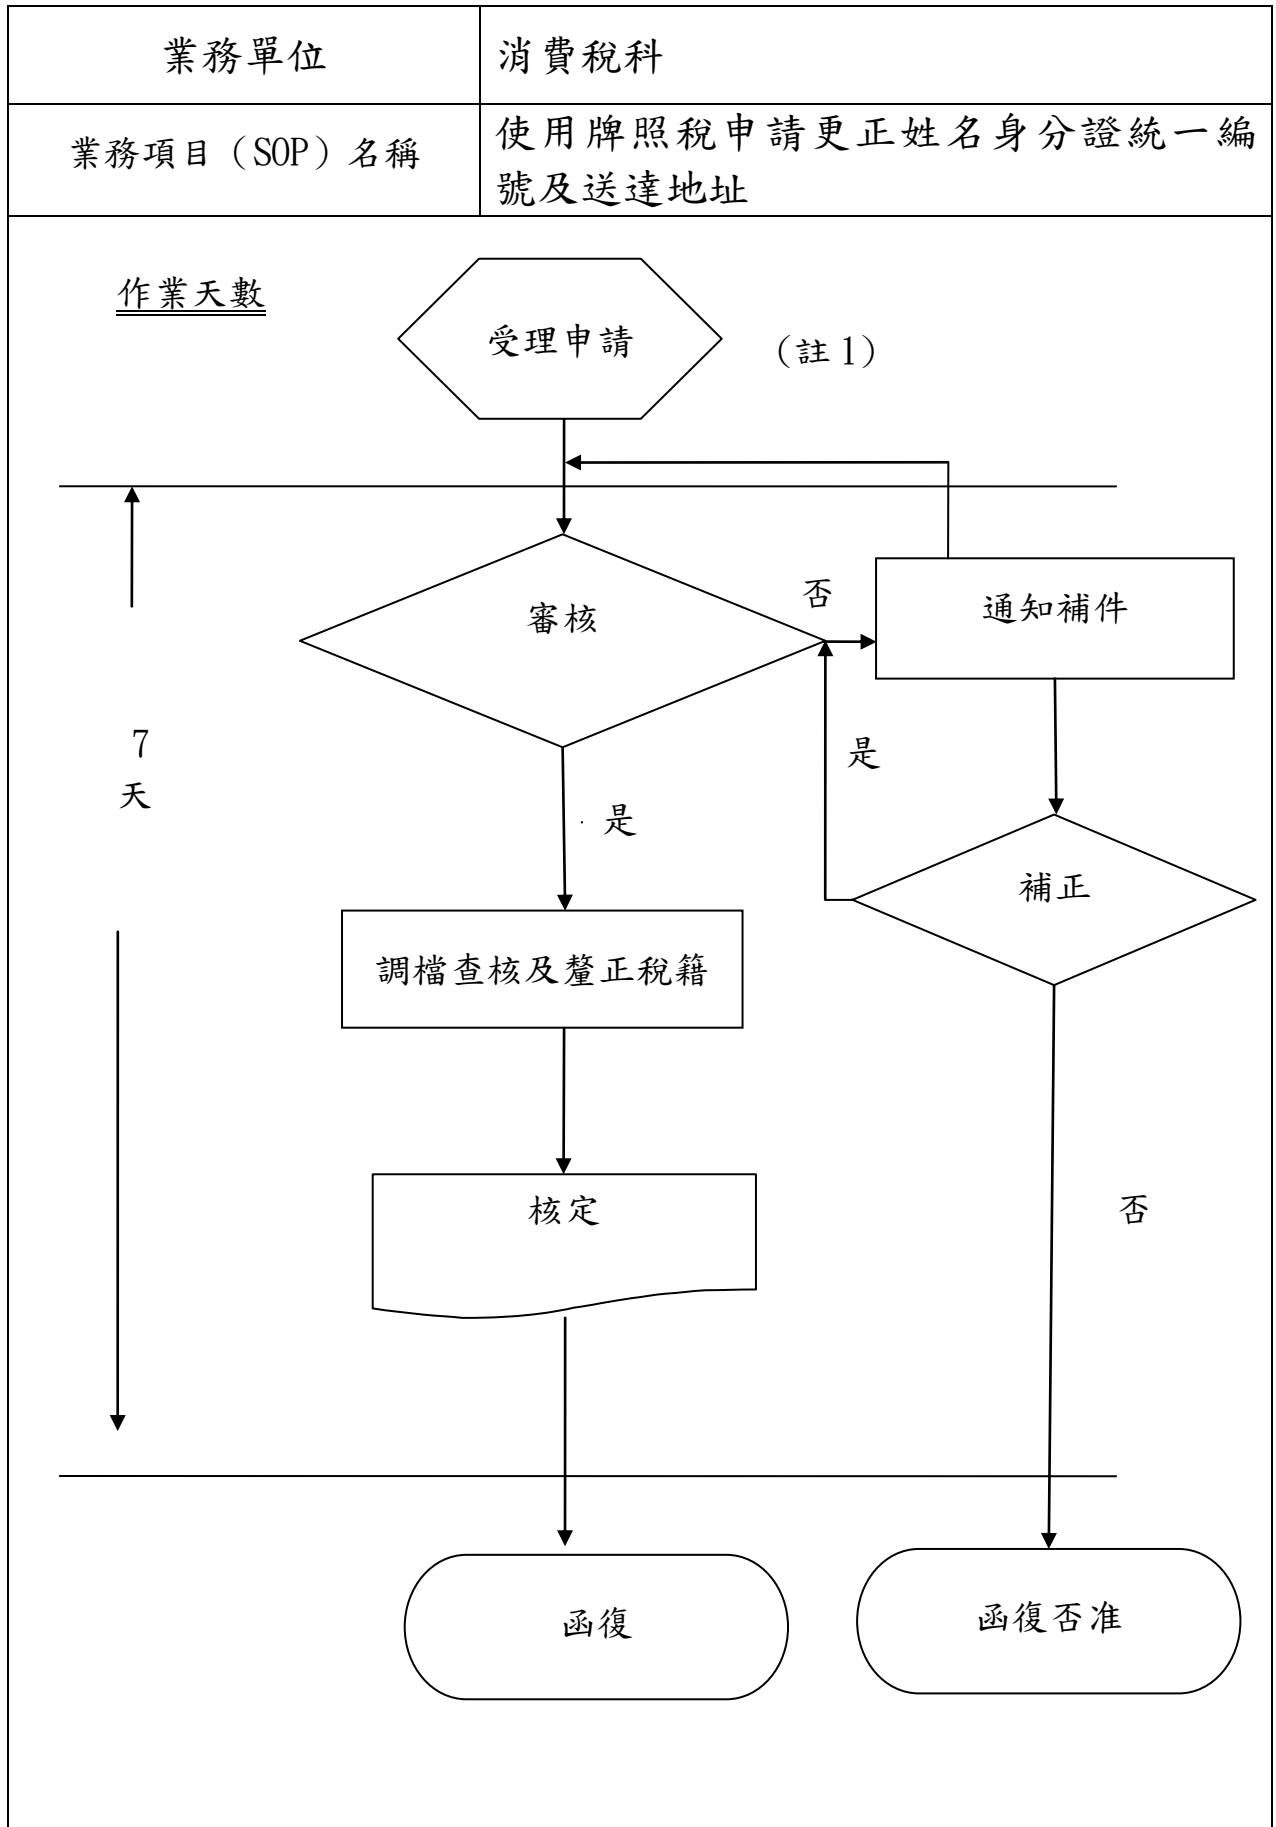 業務單位
消費稅科
業務項目（SOP）名稱
使用牌照稅申請更正姓名身分證統一編
號及送達地址
作業天數
受理申請
（註1）
審核
否
通知補件
7
天
是
是
補正
調檔查核及釐正稅籍
核定
否
函復
函復否准